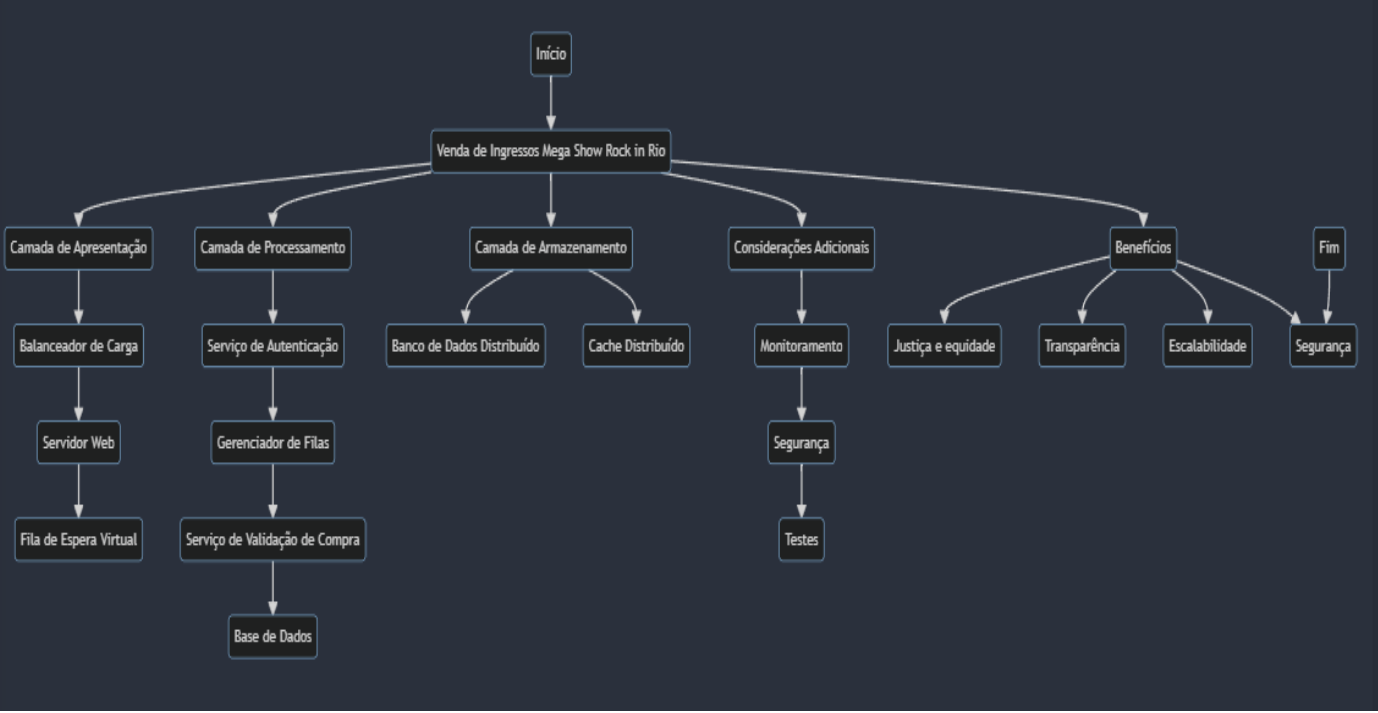 Início
Venda de Ingressos Mega Show Rock in Rio
Camada de Apresentação
Camada de Processamento
Camada de Armazenamento
Considerações Adicionais
Benefícios
Fim
Balanceador de Carga
Serviço de Autenticação
Banco de Dados Distribuído
Cache Distribuído
Monitoramento
Justiça e equidade
Transparência
Escalabilidade
Segurança
Servidor Web
Gerenciador de Filas
Segurança
Fila de Espera Virtual
Serviço de Validação de Compra
Testes
Base de Dados